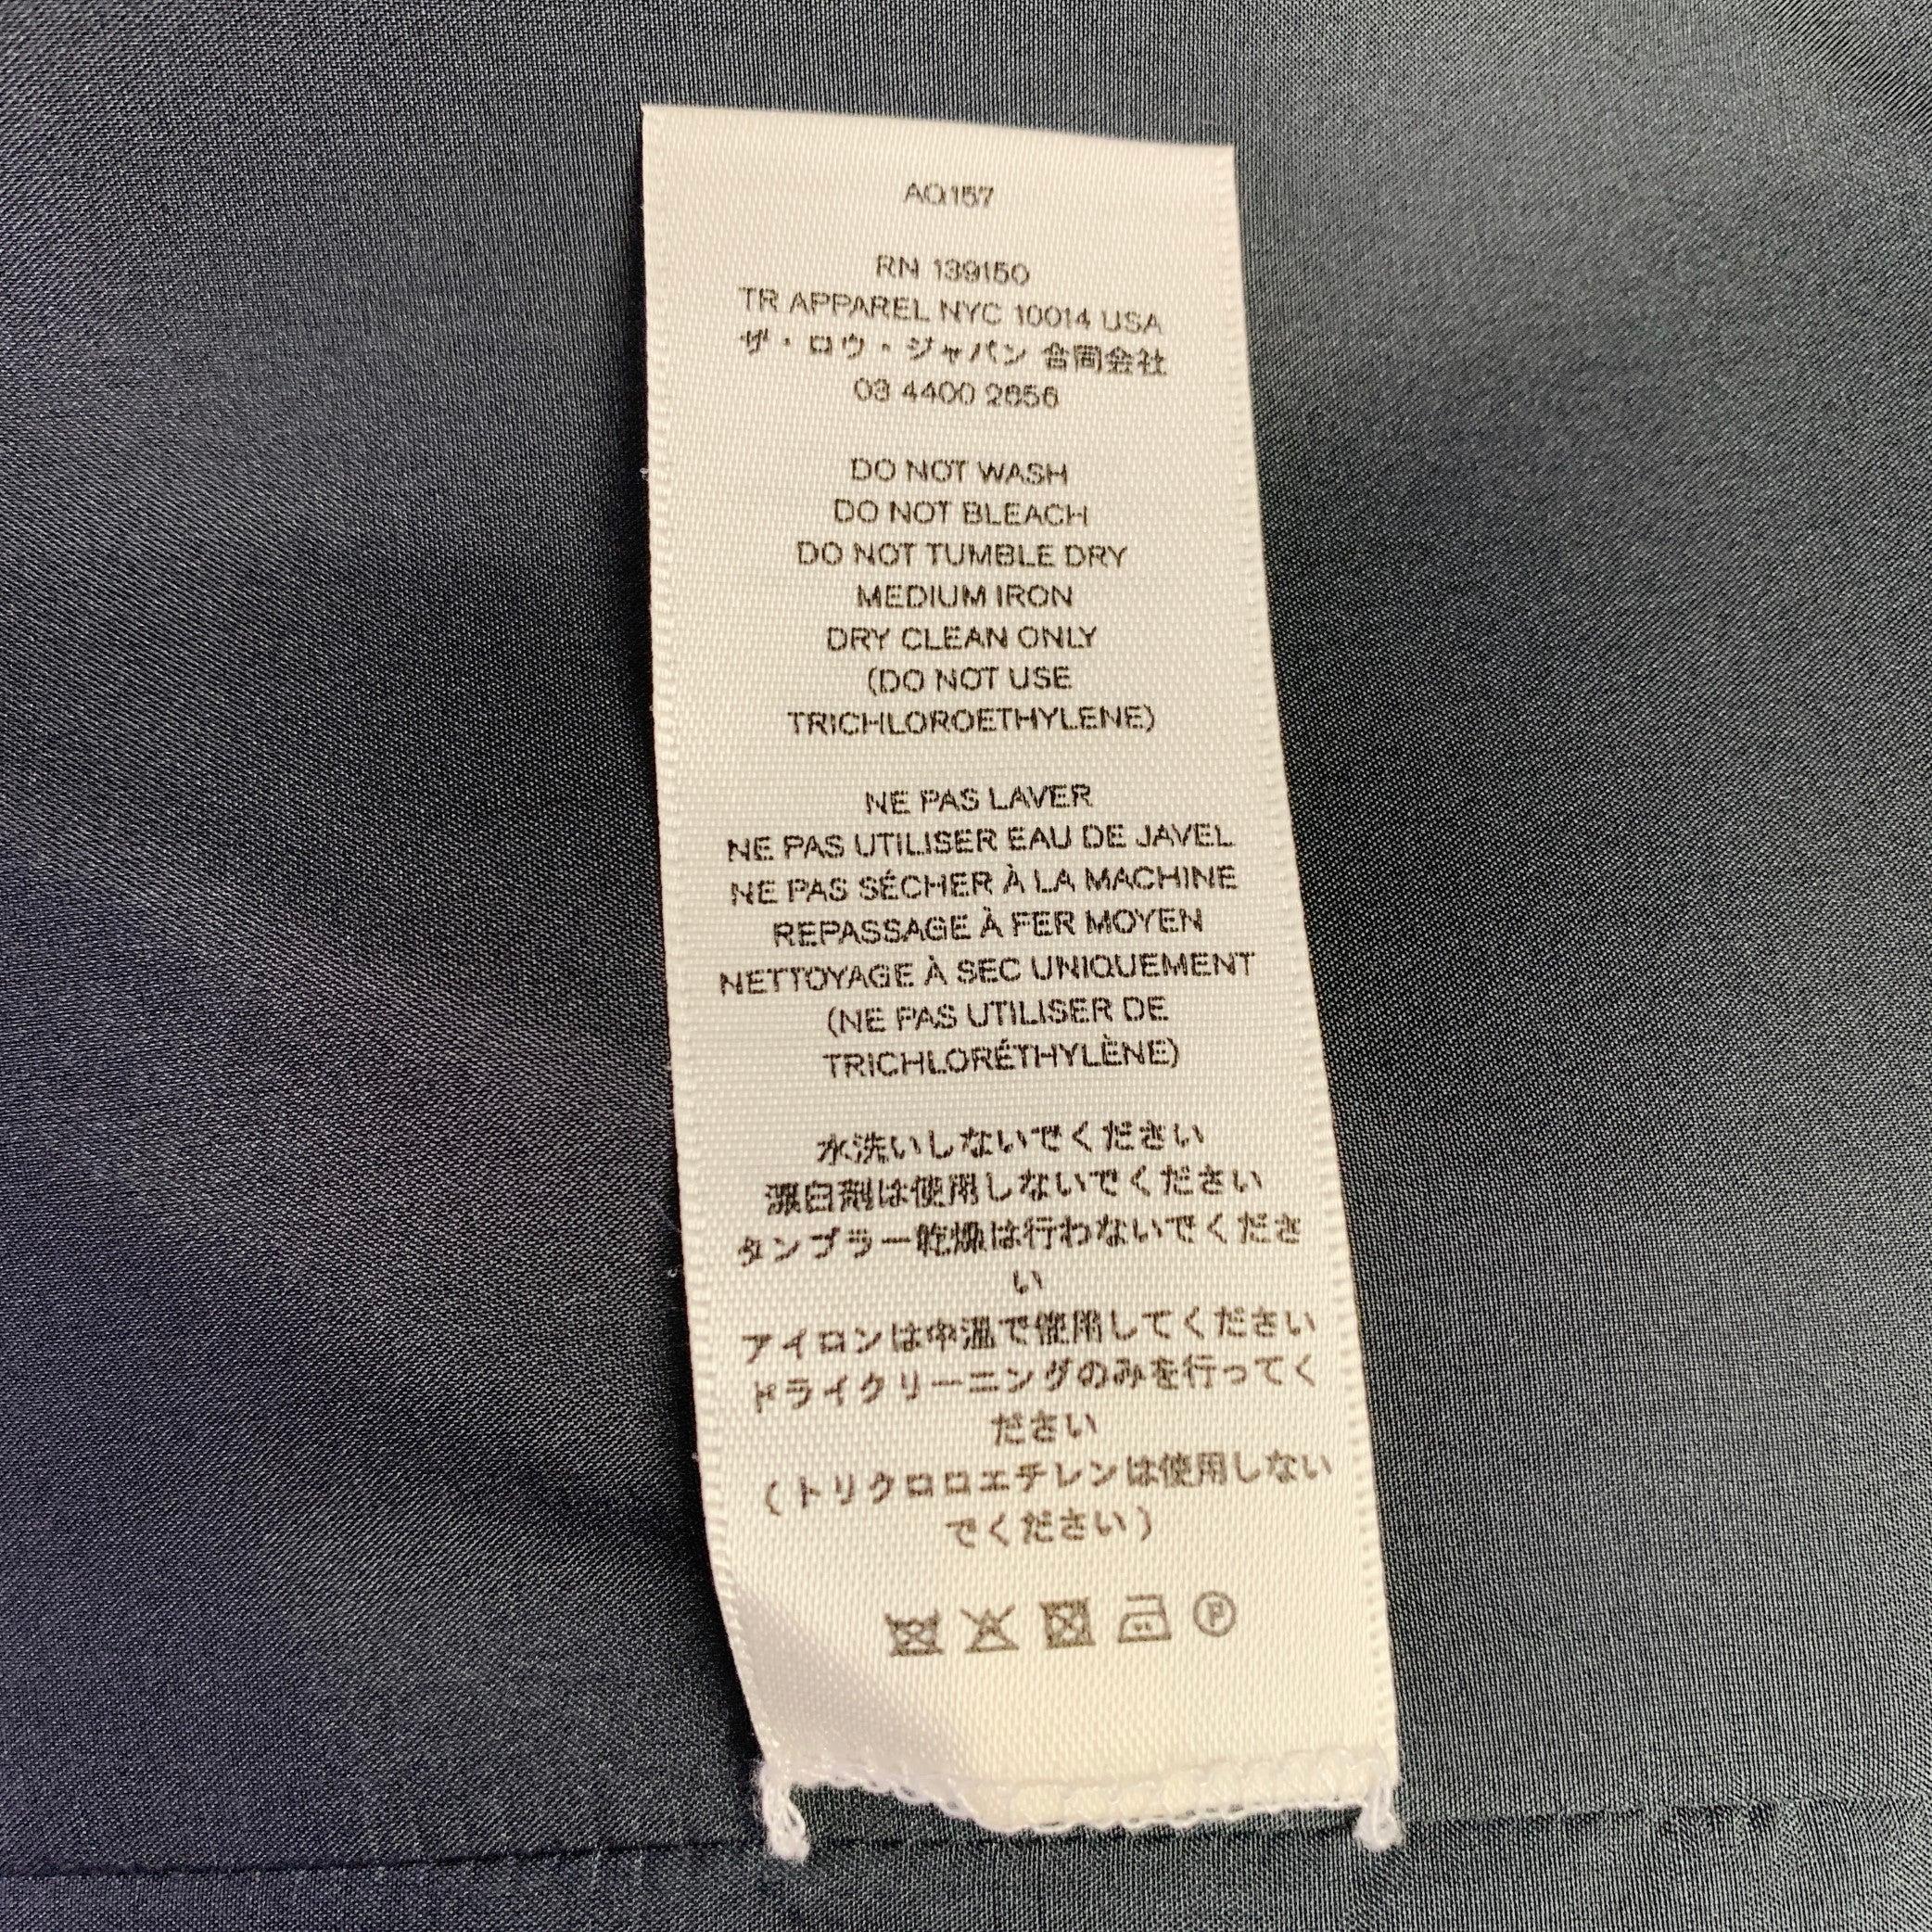 AQ157
RN 139150
TR APPAREL NYC 10014 USA
ザ・ロウ・ジャパン 合同会社
03 4400 2656
DO NOT WASH
DO NOT BLEACH
DO NOT TUMBLE DRY
MEDIUM IRON
DRY CLEAN ONLY
(DO NOT USE
TRICHLOROETHYLENE)
NE PAS LAVER
NE PAS UTILISER EAU DE JAVEL
NE PAS SÉCHER À LA MACHINE
REPASSAGE À FER MOYEN
NETTOYAGE À SEC UNIQUEMENT
(NE PAS UTILISER DE
TRICHLORÉTHYLÈNE)
水洗いしないでください
漂白剤は使用しないでください
タンブラー乾燥は行わないでくださ
い
アイロンは中温で使用してください
ドライクリーニングのみを行ってく
ださい
(トリクロロエチレンは使用しない
でください)
P